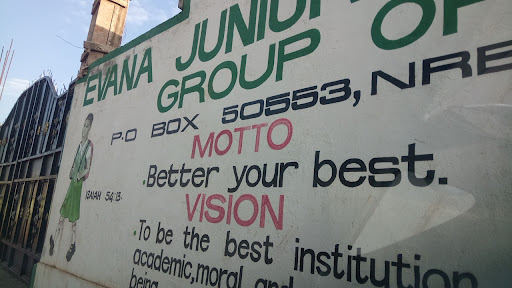 EVANA JUNIOR
GROUP OF
P.O BOX 50553, NRB
MOTTO
.Better your best.
ISAIAH 54:13
VISION
.To be the best institution
academic, moral and
being